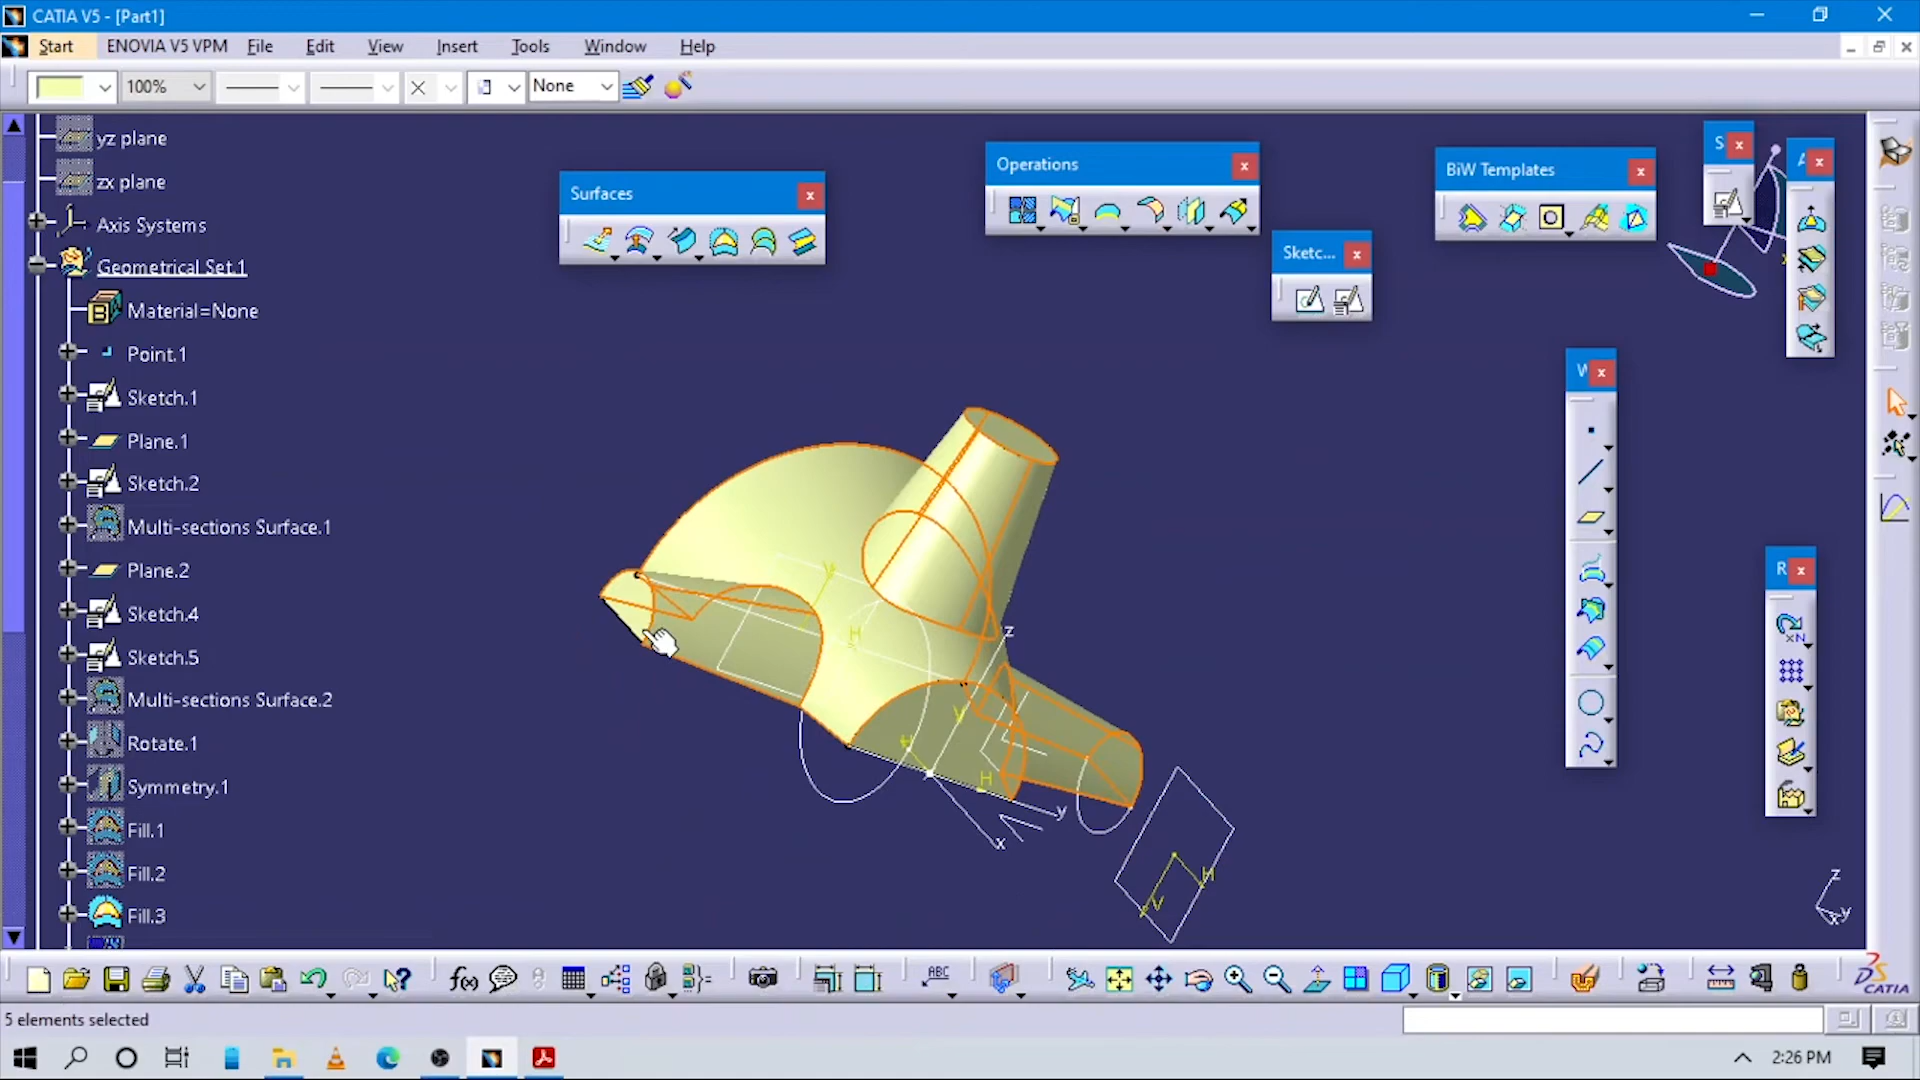 CATIA V5 - [Part1]
Start ENOVIA V5 VPM File Edit View Insert Tools Window Help
100% None
yz plane
zx plane
Axis Systems
Geometrical Set.1
Material=None
Point.1
Sketch.1
Plane.1
Sketch.2
Multi-sections Surface.1
Plane.2
Sketch.4
Sketch.5
Multi-sections Surface.2
Rotate.1
Symmetry.1
Fill.1
Fill.2
Fill.3
Surfaces
Operations
Sketc...
BiW Templates
S
A
W
R
V
H
z
V
H
H
y
x
H
V
z
y
x
f(x)
ABC
CATIA
5 elements selected
2:26 PM